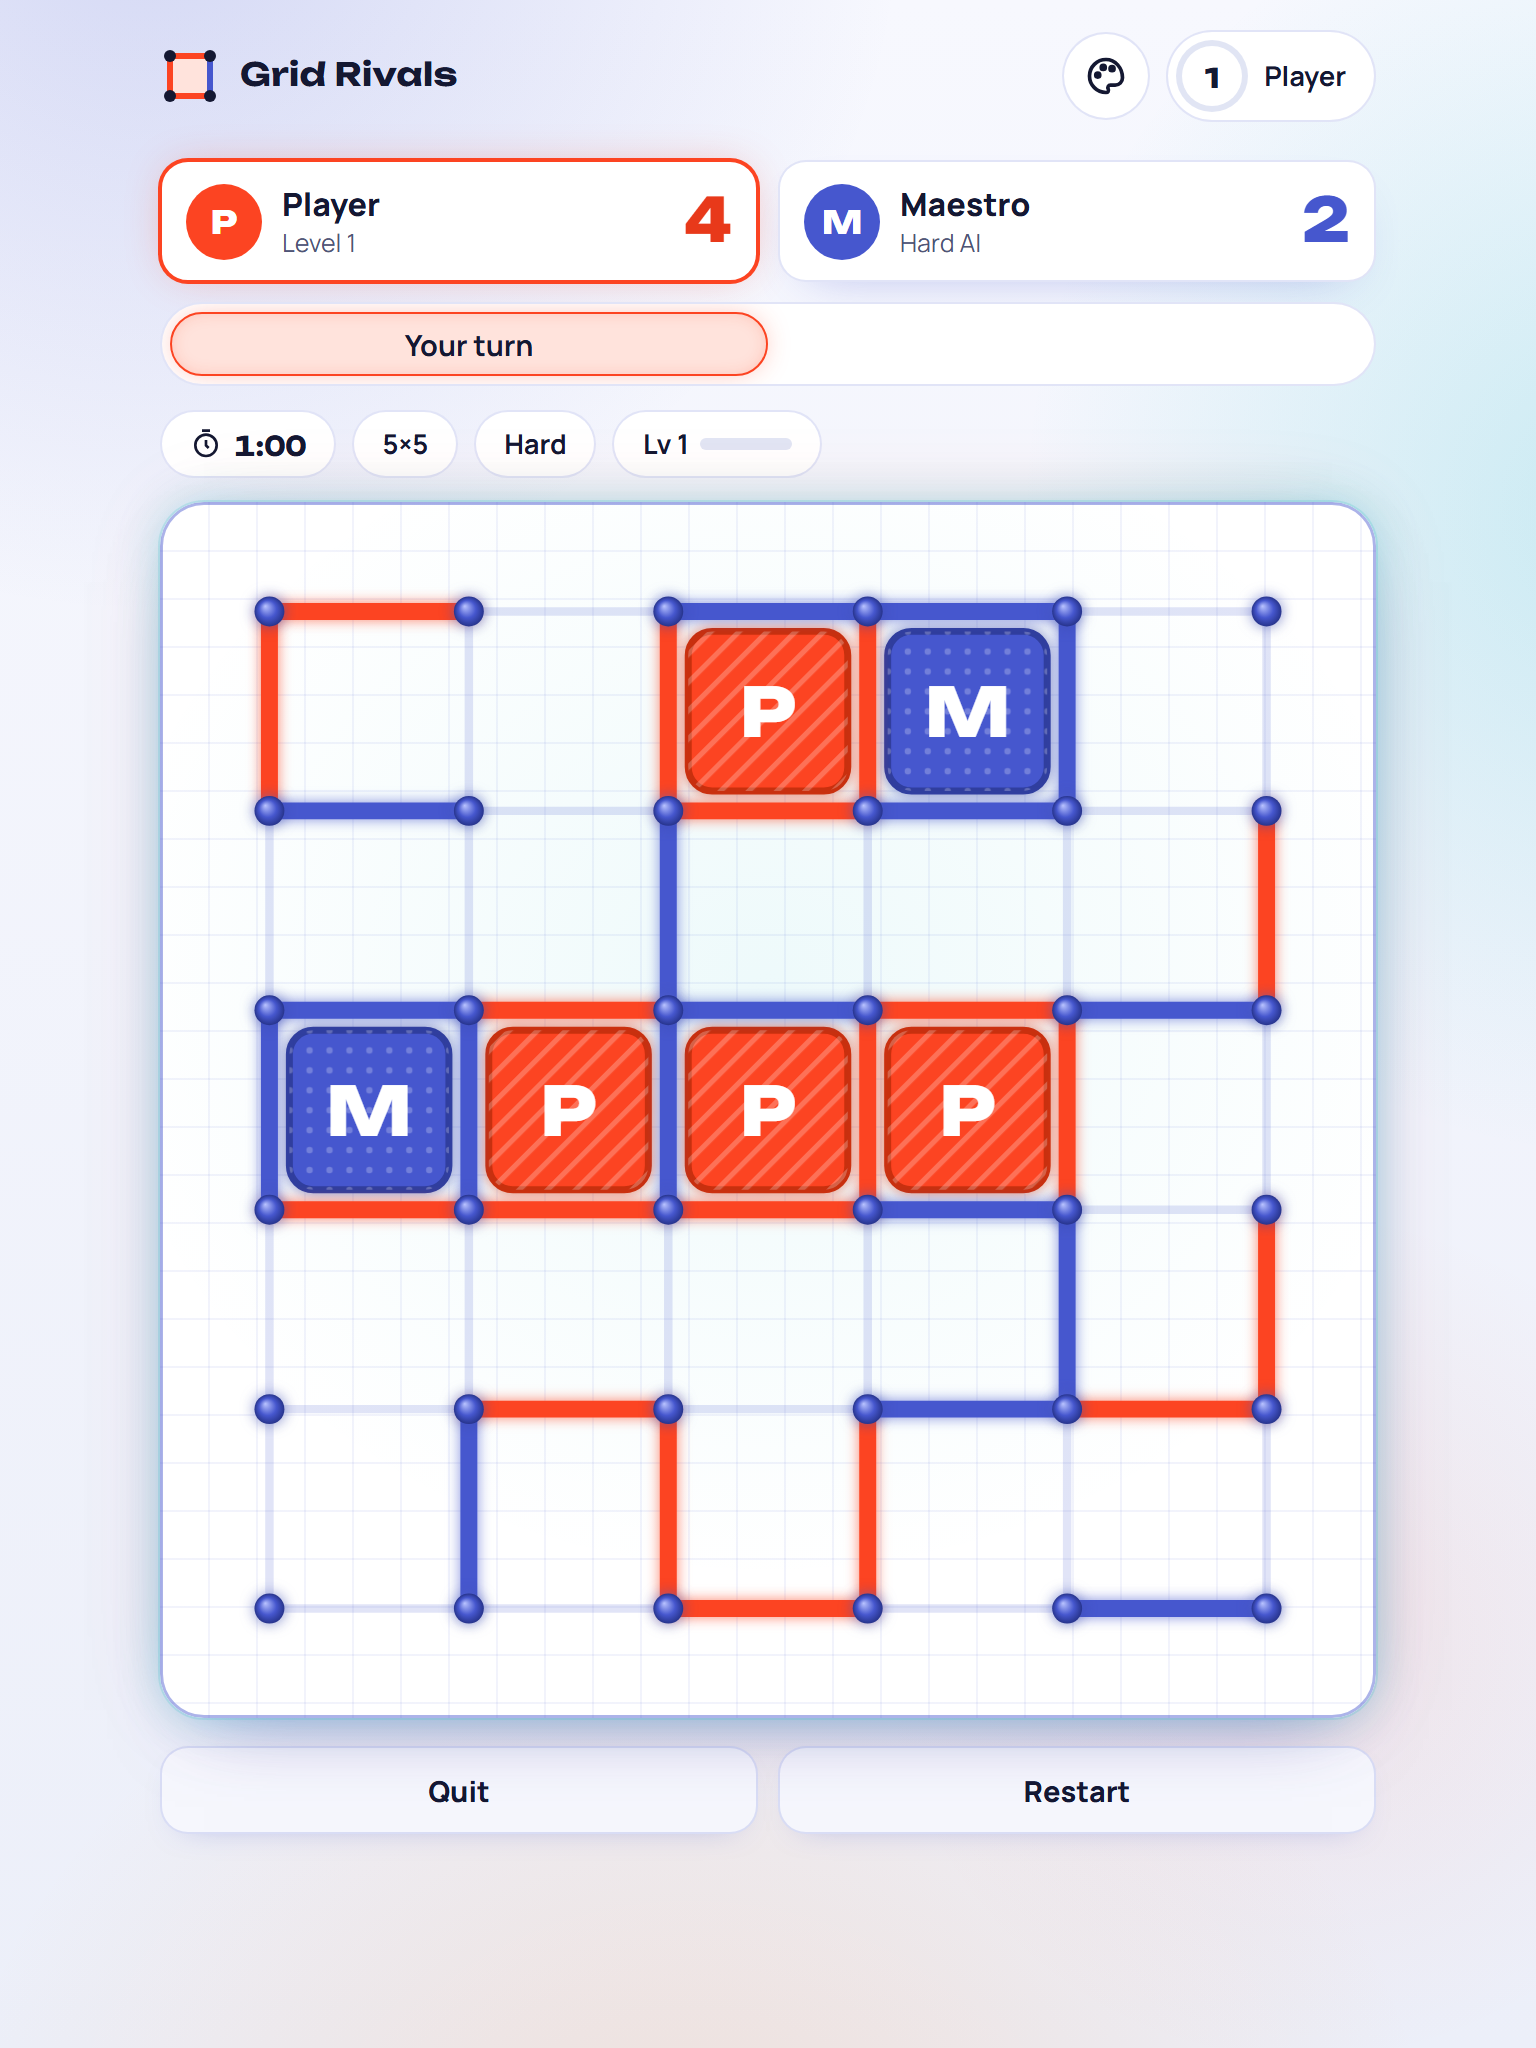 Grid Rivals
1 Player
P Player 4
Level 1
M Maestro 2
Hard AI
Your turn
1:00 5×5 Hard Lv 1
P M
M P P P
Quit Restart